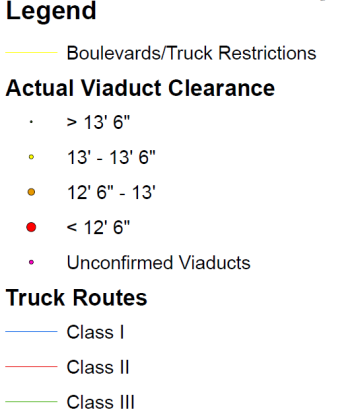 Legend
Boulevards/Truck Restrictions
Actual Viaduct Clearance
> 13' 6"
13' - 13' 6"
12' 6" - 13'
< 12' 6"
Unconfirmed Viaducts
Truck Routes
Class I
Class II
Class III